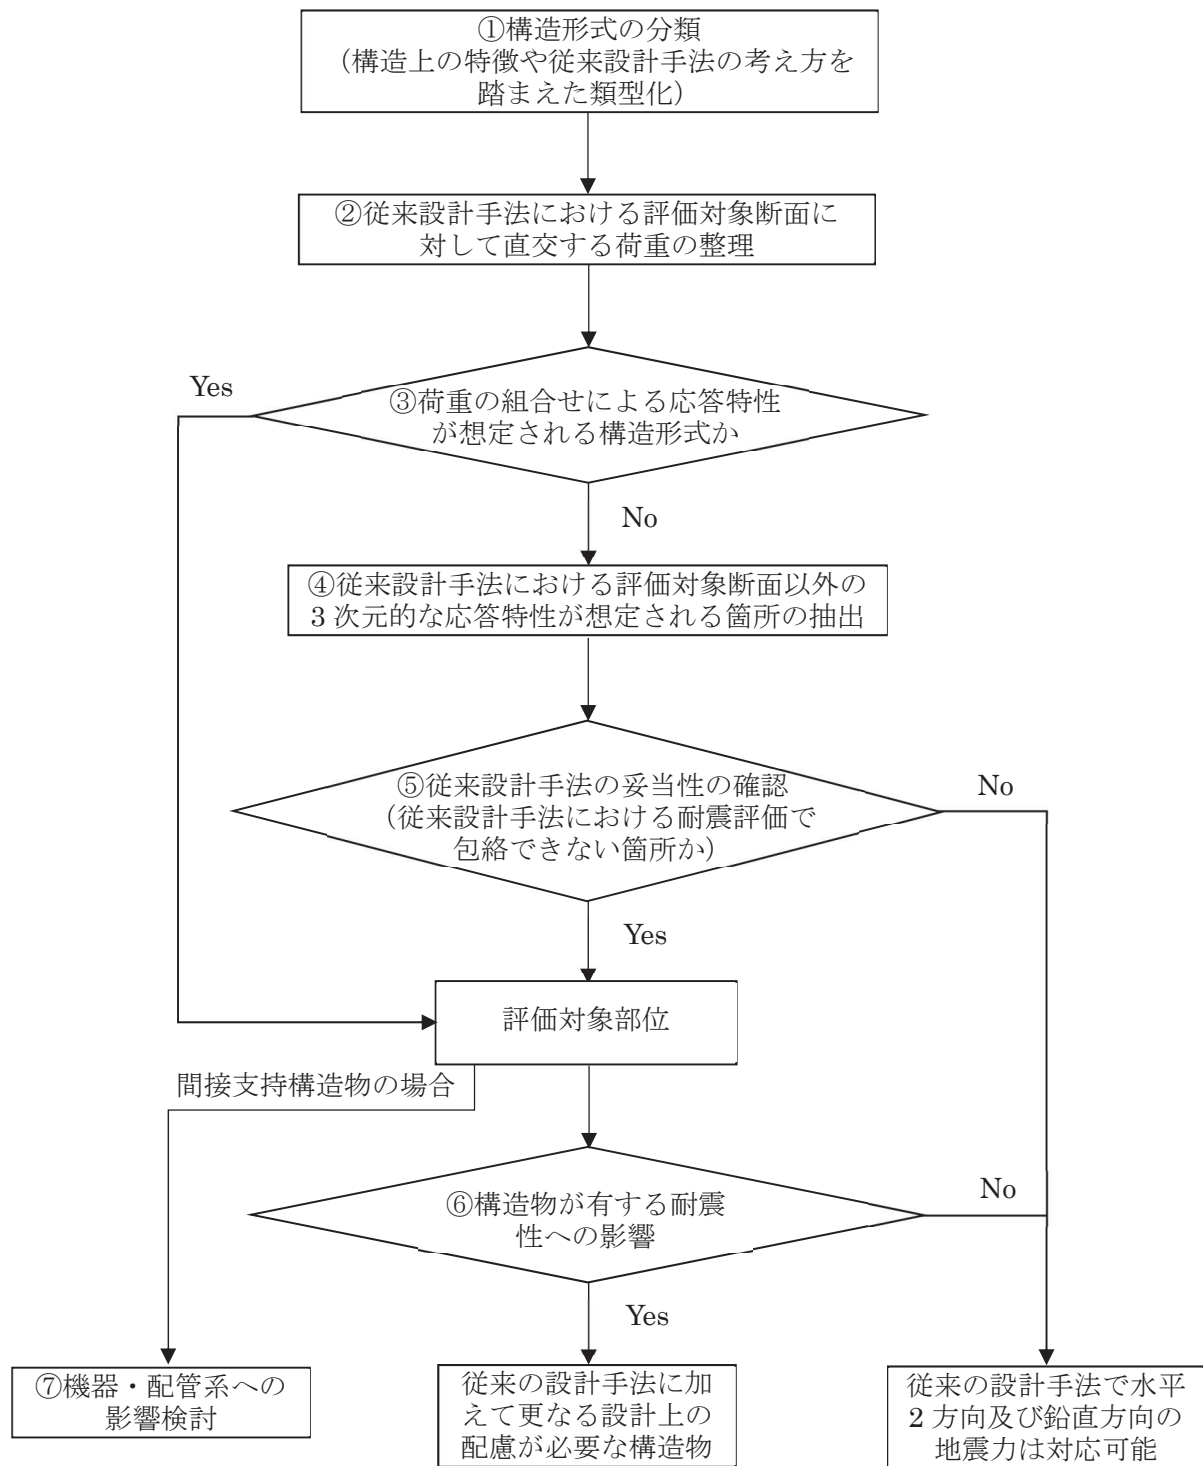 ①構造形式の分類
(構造上の特徴や従来設計手法の考え方を
踏まえた類型化)
②従来設計手法における評価対象断面に
対して直交する荷重の整理
Yes
③荷重の組合せによる応答特性
が想定される構造形式か
No
④従来設計手法における評価対象断面以外の
3次元的な応答特性が想定される箇所の抽出
⑤従来設計手法の妥当性の確認
(従来設計手法における耐震評価で
包絡できない箇所か)
No
Yes
評価対象部位
間接支持構造物の場合
⑥構造物が有する耐震
性への影響
No
Yes
⑦機器・配管系への
影響検討
従来の設計手法に加
えて更なる設計上の
配慮が必要な構造物
従来の設計手法で水平
2方向及び鉛直方向の
地震力は対応可能